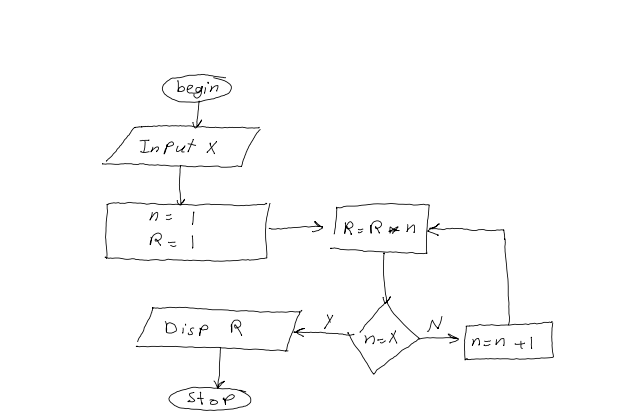 begin
Input X
n = 1
R = 1
R = R * n
n = X
Y
N
n = n + 1
Disp R
Stop